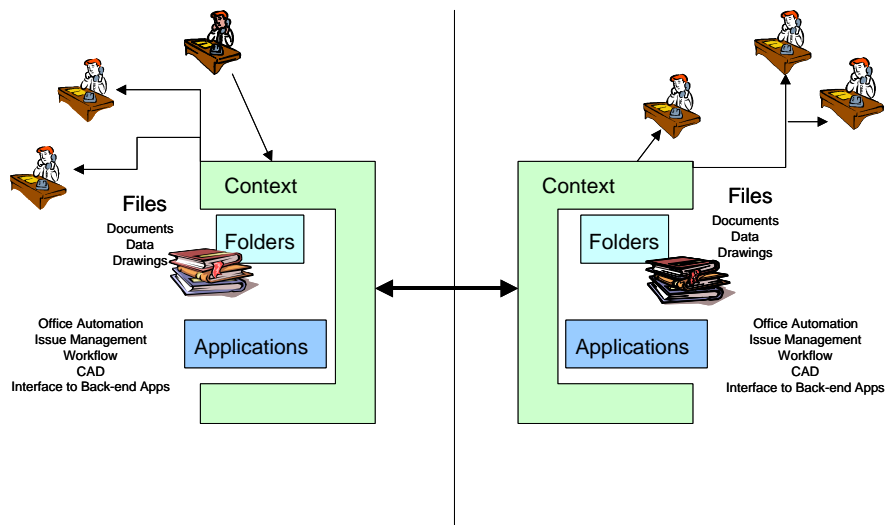 Context
Files
Documents
Data
Drawings
Folders
Office Automation
Issue Management
Workflow
CAD
Interface to Back-end Apps
Applications
Context
Files
Documents
Data
Drawings
Folders
Applications
Office Automation
Issue Management
Workflow
CAD
Interface to Back-end Apps